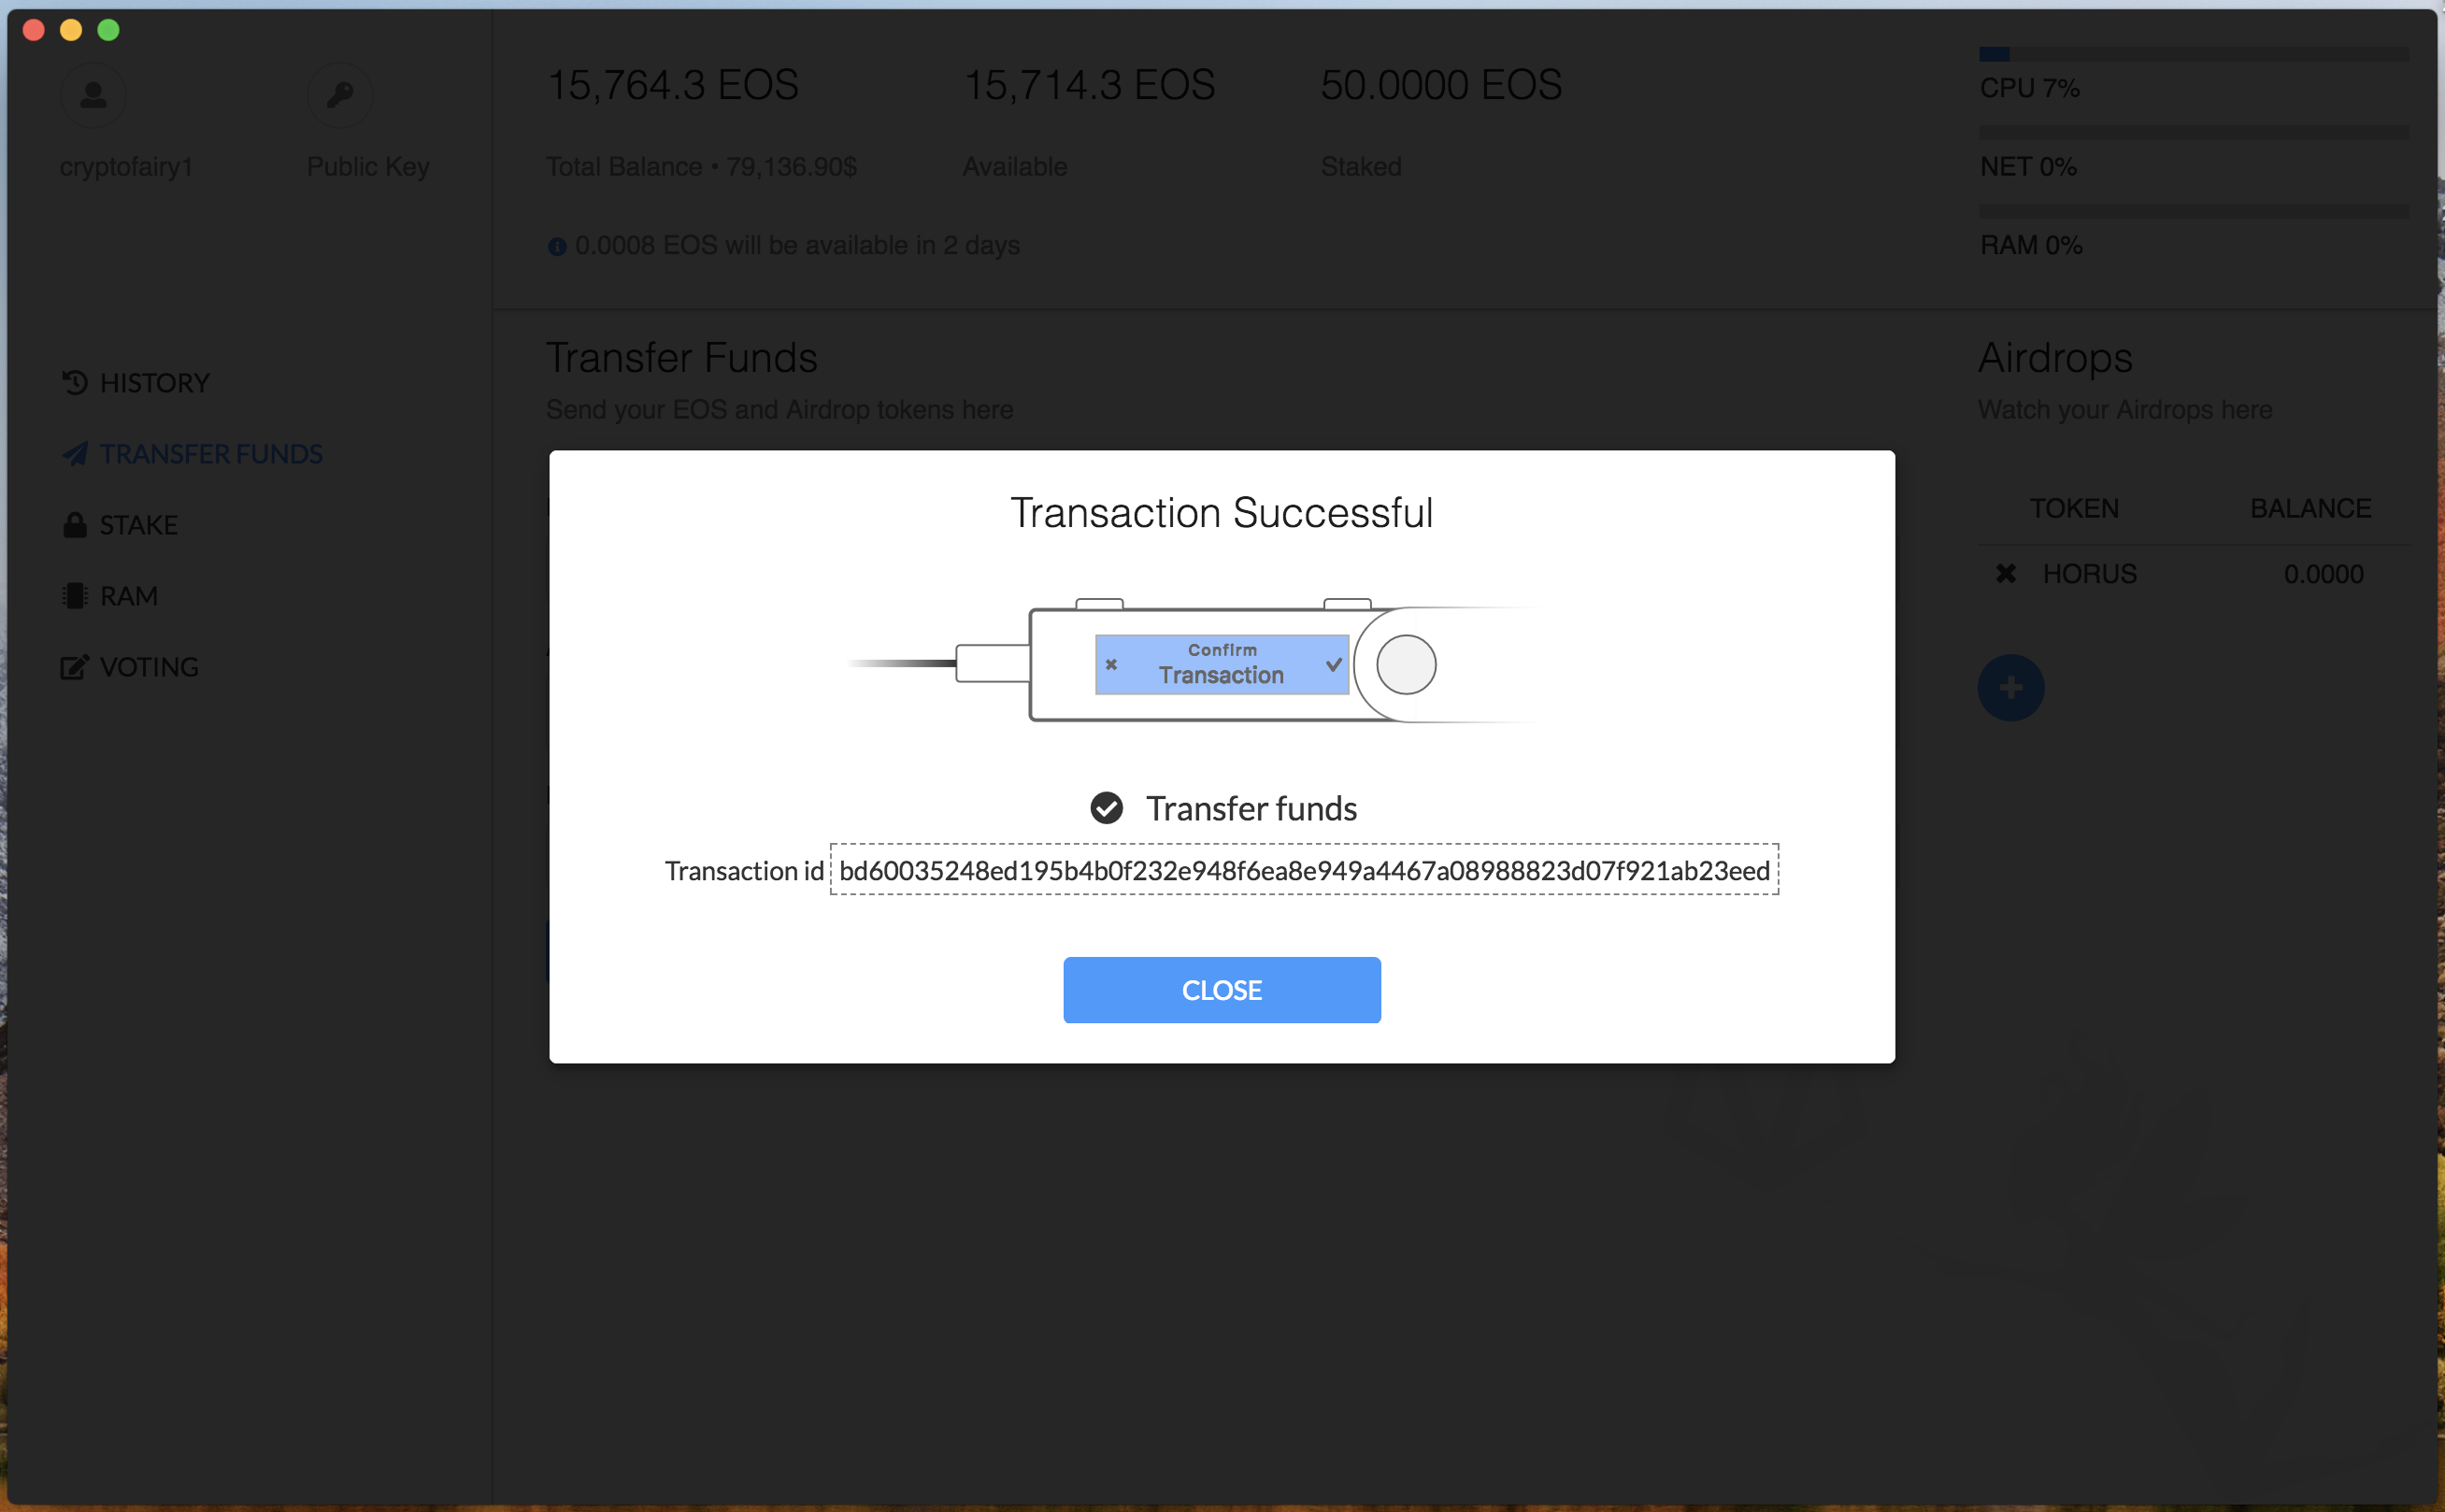 cryptofairy1
Public Key
15,764.3 EOS
Total Balance • 79,136.90$
15,714.3 EOS
Available
50.0000 EOS
Staked
0.0008 EOS will be available in 2 days
CPU 7%
NET 0%
RAM 0%
HISTORY
TRANSFER FUNDS
STAKE
RAM
VOTING
Transfer Funds
Send your EOS and Airdrop tokens here
Airdrops
Watch your Airdrops here
TOKEN BALANCE
HORUS 0.0000
Transaction Successful
Confirm
Transaction
Transfer funds
Transaction id bd60035248ed195b4b0f232e948f6ea8e949a4467a08988823d07f921ab23eed
CLOSE